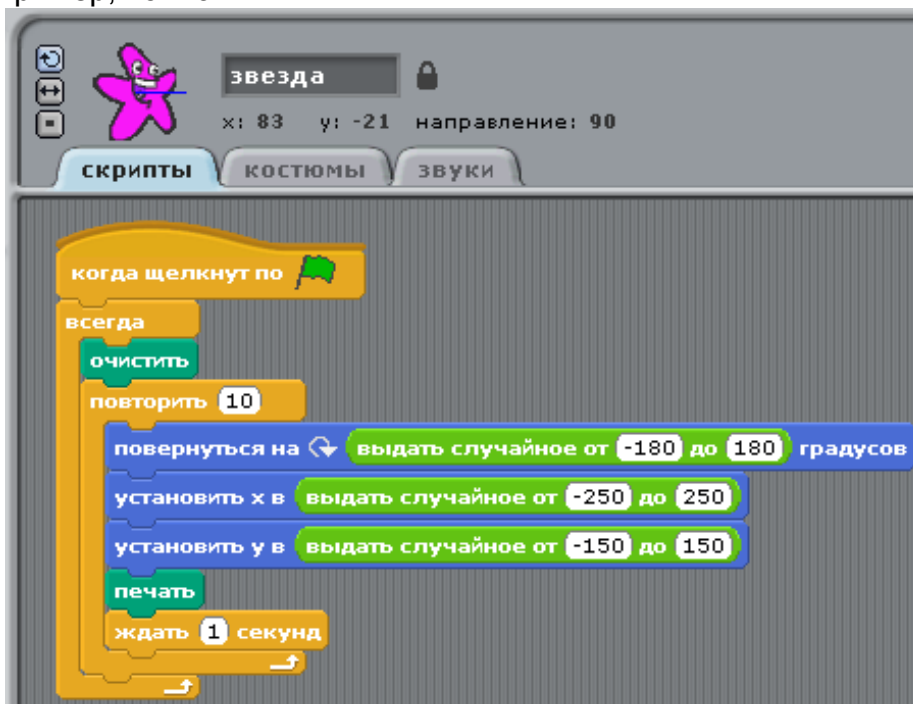 звезда
x: 83 y: -21 направление: 90
скрипты костюмы звуки
когда щелкнут по
всегда
очистить
повторить 10
повернуться на выдать случайное от -180 до 180 градусов
установить x в выдать случайное от -250 до 250
установить y в выдать случайное от -150 до 150
печать
ждать 1 секунд